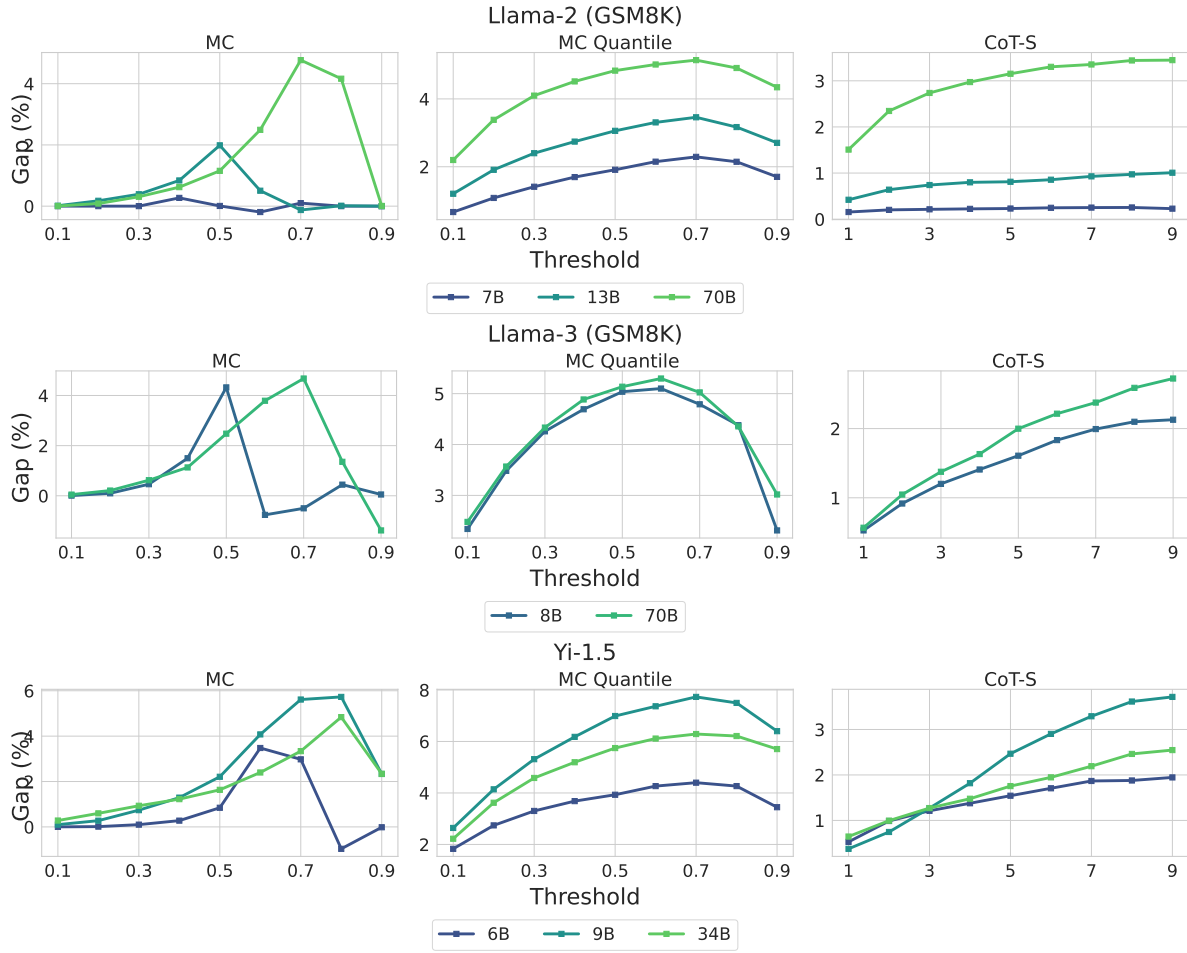 Llama-2 (GSM8K)
MC
MC Quantile
CoT-S
Gap (%)
4
2
0
0.1 0.3 0.5 0.7 0.9
4
2
0.1 0.3 0.5 0.7 0.9
3
2
1
0
1 3 5 7 9
Threshold
7B 13B 70B
Llama-3 (GSM8K)
MC
MC Quantile
CoT-S
Gap (%)
4
2
0
0.1 0.3 0.5 0.7 0.9
5
4
3
0.1 0.3 0.5 0.7 0.9
2
1
1 3 5 7 9
Threshold
8B 70B
Yi-1.5
MC
MC Quantile
CoT-S
Gap (%)
6
4
2
0
0.1 0.3 0.5 0.7 0.9
8
6
4
2
0.1 0.3 0.5 0.7 0.9
3
2
1
1 3 5 7 9
Threshold
6B 9B 34B